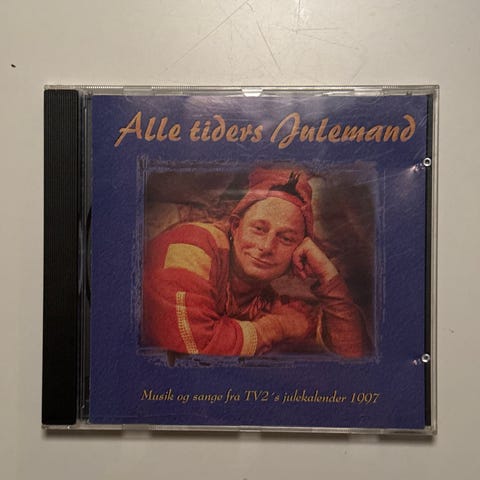 Alle tiders Julemand
Musik og sange fra TV2's julekalender 1997